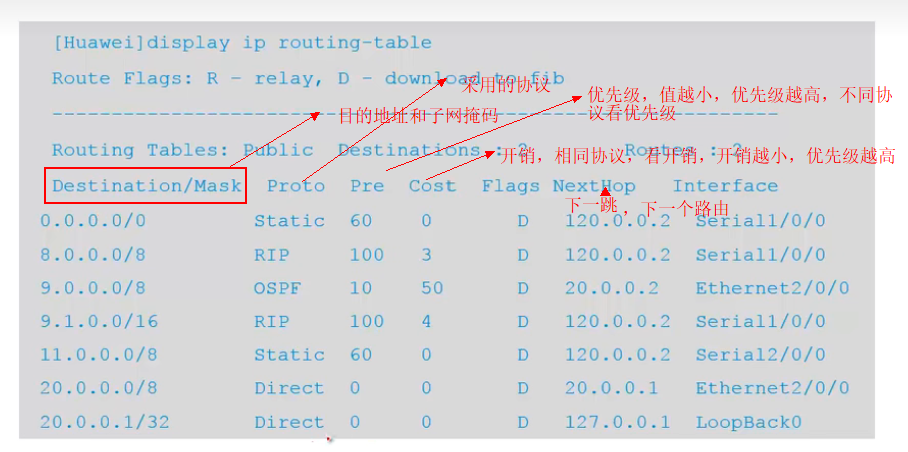 [Huawei]display ip routing-table
Route Flags: R - relay, D - download to fib
采用的协议
优先级，值越小，优先级越高，不同协
议看优先级
目的地址和子网掩码
----------------------------------------------------------------
Routing Tables: Public Destinations : Routes :
开销，相同协议，看开销，开销越小，优先级越高
Destination/Mask Proto Pre Cost Flags NextHop Interface
下一跳，下一个路由
0.0.0.0/0 Static 60 0 D 120.0.0.2 Serial1/0/0
8.0.0.0/8 RIP 100 3 D 120.0.0.2 Serial1/0/0
9.0.0.0/8 OSPF 10 50 D 20.0.0.2 Ethernet2/0/0
9.1.0.0/16 RIP 100 4 D 120.0.0.2 Serial1/0/0
11.0.0.0/8 Static 60 0 D 120.0.0.2 Serial2/0/0
20.0.0.0/8 Direct 0 0 D 20.0.0.1 Ethernet2/0/0
20.0.0.1/32 Direct 0 0 D 127.0.0.1 LoopBack0